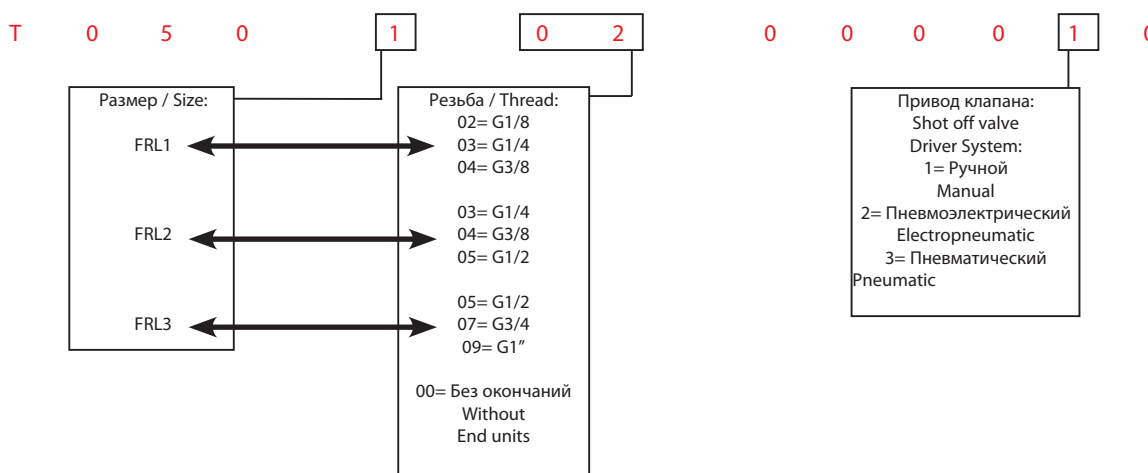 T 0 5 0 1 0 2 0 0 0 0 1
Размер / Size:
FRL1
FRL2
FRL3
Резьба / Thread:
02= G1/8
03= G1/4
04= G3/8
03= G1/4
04= G3/8
05= G1/2
05= G1/2
07= G3/4
09= G1”
00= Без окончаний
Without
End units
Привод клапана:
Shot off valve
Driver System:
1= Ручной
Manual
2= Пневмоэлектрический
Electropneumatic
3= Пневматический
Pneumatic